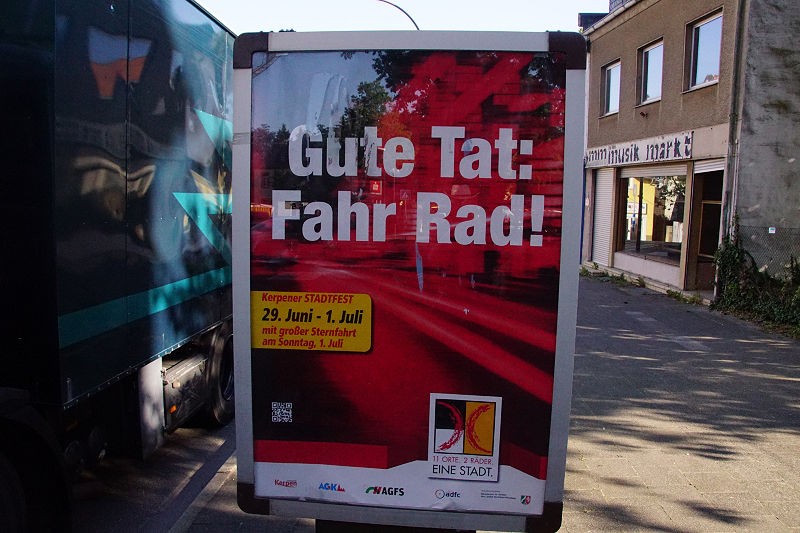 Gute Tat:
Fahr Rad!
Kerpener STADTFEST
29. Juni - 1. Juli
mit großer Sternfahrt
am Sonntag, 1. Juli
11 ORTE. 2 RÄDER.
EINE STADT.
Kerpen
AGK
AGFS
adfc
musik markt